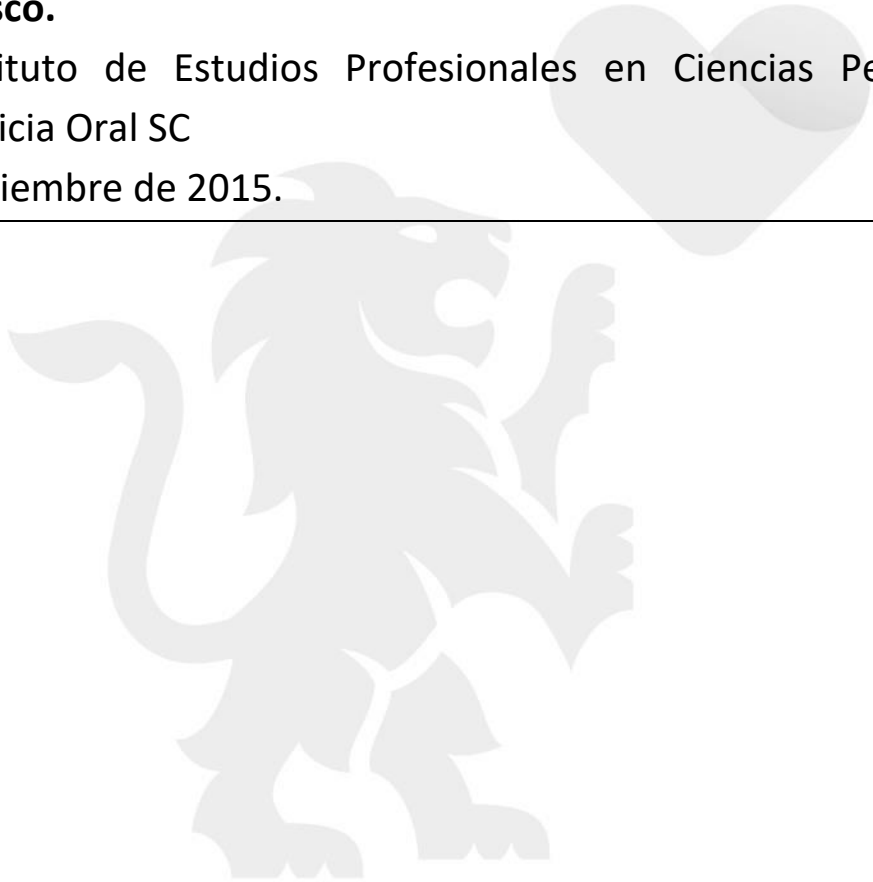 sco.
ituto de Estudios Profesionales en Ciencias Pe
icia Oral SC
iembre de 2015.